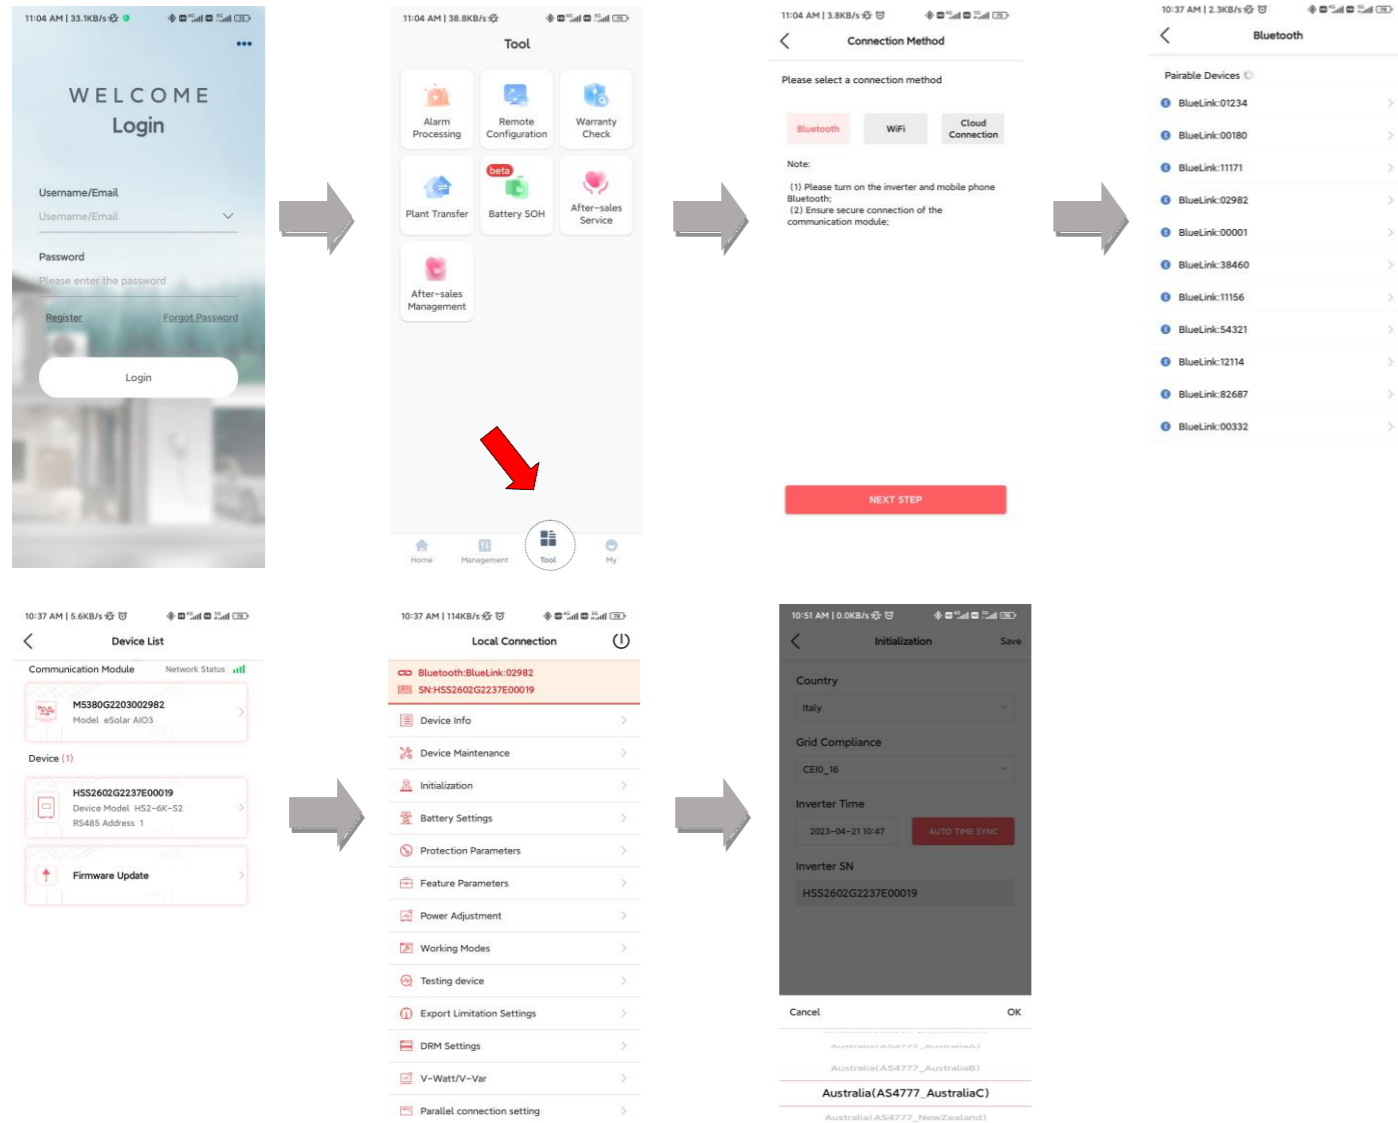 11:04 AM | 33.1KB/s
WELCOME
Login
Username/Email
Username/Email
Password
Please enter the password
Register
Forgot Password
Login
11:04 AM | 38.8KB/s
Tool
Alarm
Processing
Remote
Configuration
Warranty
Check
Plant Transfer
beta
Battery SOH
After-sales
Service
After-sales
Management
Home
Management
Tool
My
11:04 AM | 3.8KB/s
Connection Method
Please select a connection method
Bluetooth
WiFi
Cloud
Connection
Note:
(1) Please turn on the inverter and mobile phone
Bluetooth;
(2) Ensure secure connection of the
communication module;
NEXT STEP
10:37 AM | 2.3KB/s
Bluetooth
Pairable Devices
BlueLink:01234
BlueLink:00180
BlueLink:11171
BlueLink:02982
BlueLink:00001
BlueLink:38460
BlueLink:11156
BlueLink:54321
BlueLink:12114
BlueLink:82687
BlueLink:00332
10:37 AM | 5.6KB/s
Device List
Communication Module
Network Status
M5380G2203002982
Model eSolar AIO3
Device (1)
HSS2602G2237E00019
Device Model HS2-6K-S2
RS485 Address 1
Firmware Update
10:37 AM | 114KB/s
Local Connection
Bluetooth:BlueLink:02982
SN:HSS2602G2237E00019
Device Info
Device Maintenance
Initialization
Battery Settings
Protection Parameters
Feature Parameters
Power Adjustment
Working Modes
Testing device
Export Limitation Settings
DRM Settings
V-Watt/V-Var
Parallel connection setting
10:51 AM | 0.0KB/s
Initialization
Save
Country
Italy
Grid Compliance
CEI0_16
Inverter Time
2023-04-21 10:47
AUTO TIME SYNC
Inverter SN
HSS2602G2237E00019
Cancel
OK
Australia(AS4777_AustraliaA)
Australia(AS4777_AustraliaB)
Australia(AS4777_AustraliaC)
Australia(AS4777_NewZealand)